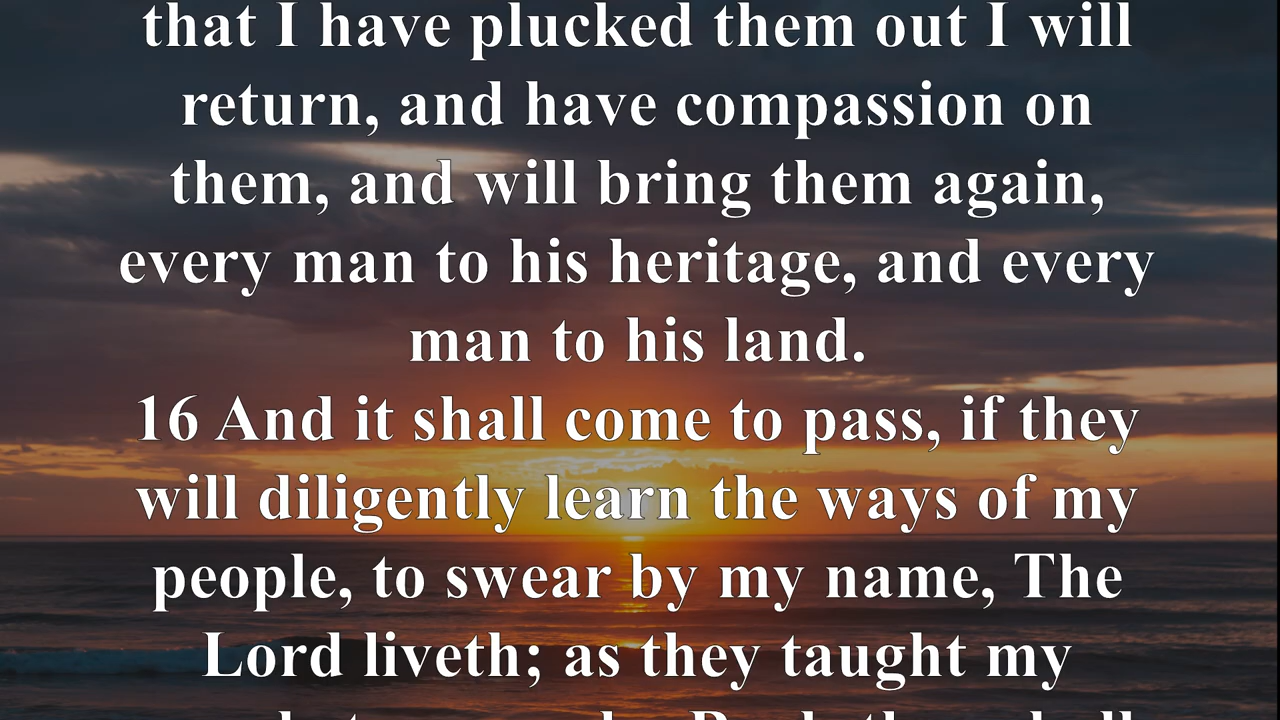 that I have plucked them out I will
return, and have compassion on
them, and will bring them again,
every man to his heritage, and every
man to his land.
16 And it shall come to pass, if they
will diligently learn the ways of my
people, to swear by my name, The
Lord liveth; as they taught my